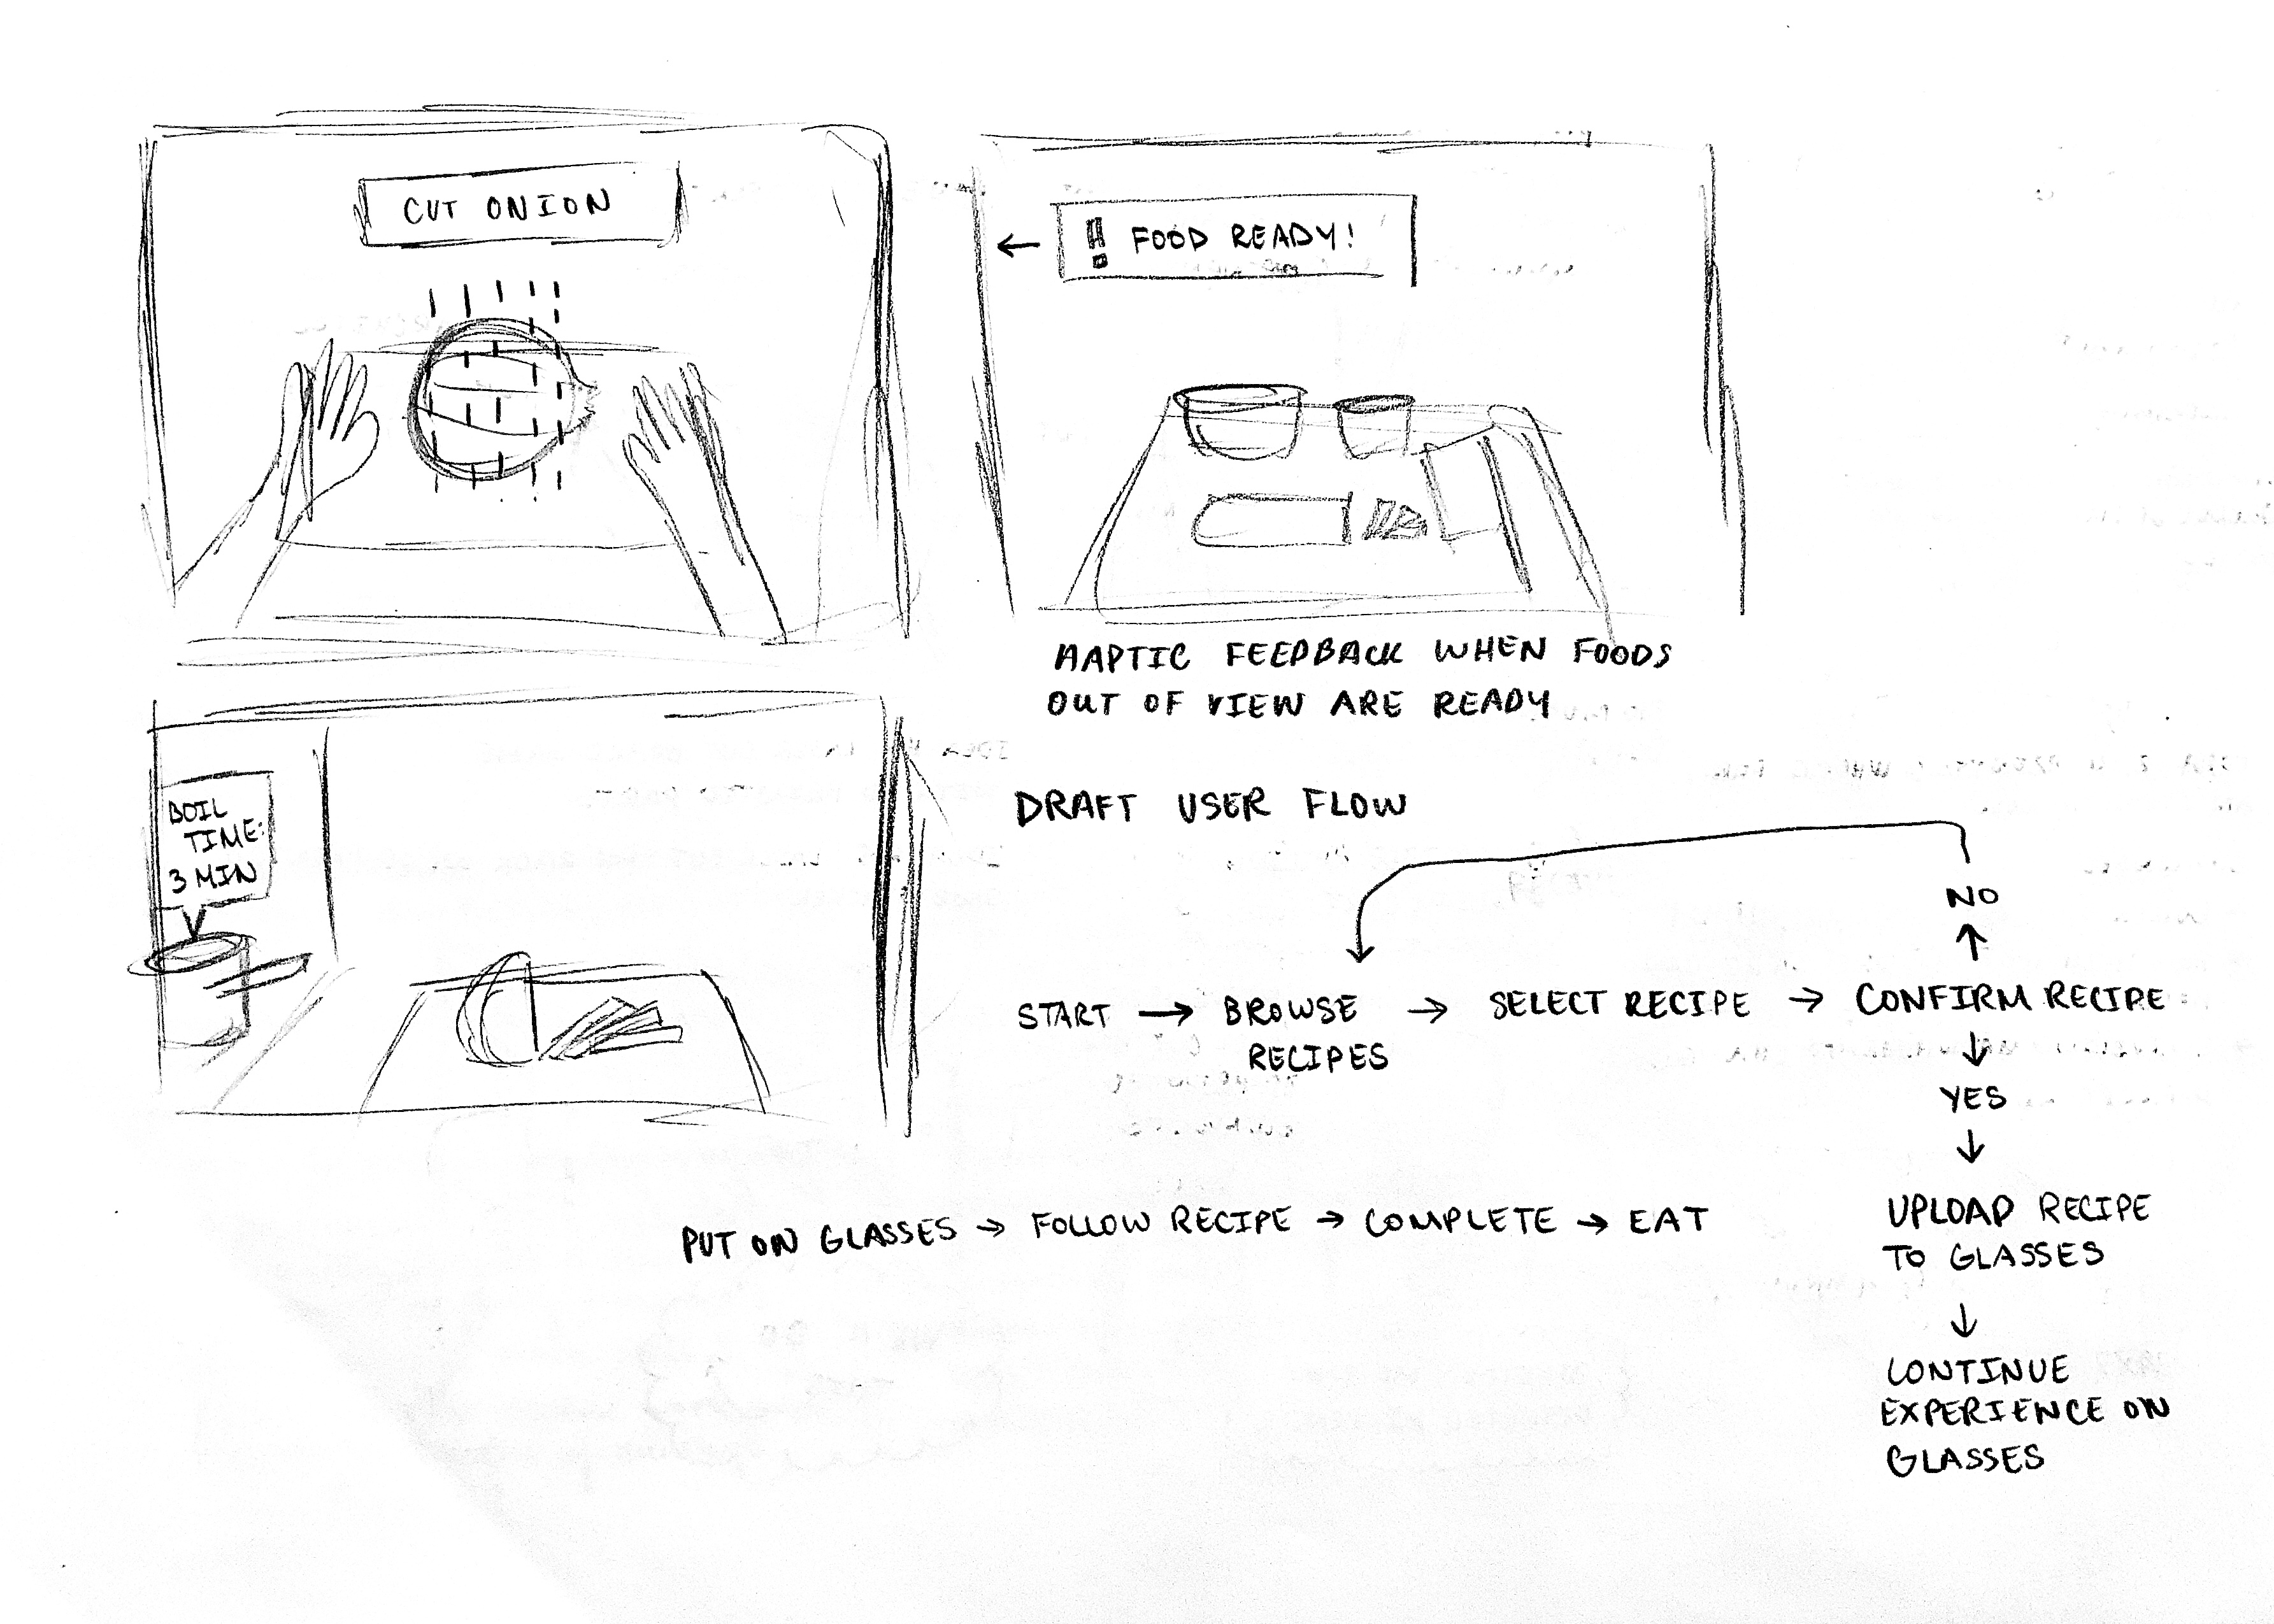 CUT ONION
!! FOOD READY!
HAPTIC FEEDBACK WHEN FOODS
OUT OF VIEW ARE READY
BOIL
TIME:
3 MIN
DRAFT USER FLOW
NO
START → BROWSE → SELECT RECIPE → CONFIRM RECIPE
RECIPES
YES
UPLOAD RECIPE
TO GLASSES
CONTINUE
EXPERIENCE ON
GLASSES
PUT ON GLASSES → FOLLOW RECIPE → COMPLETE → EAT